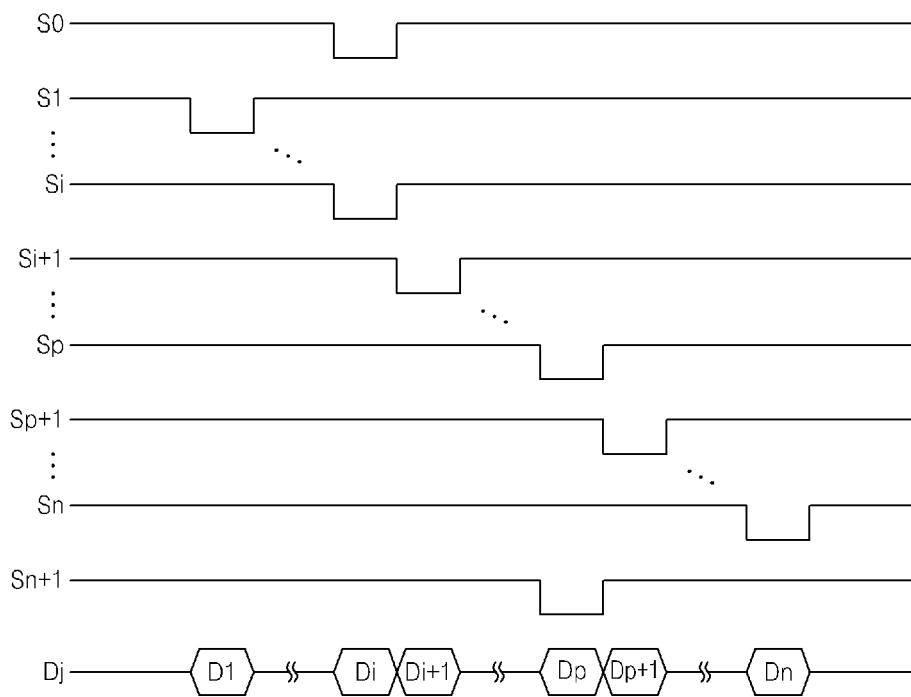 S0
S1
Si
Si+1
Sp
Sp+1
Sn
Sn+1
Dj D1 Di Di+1 Dp Dp+1 Dn